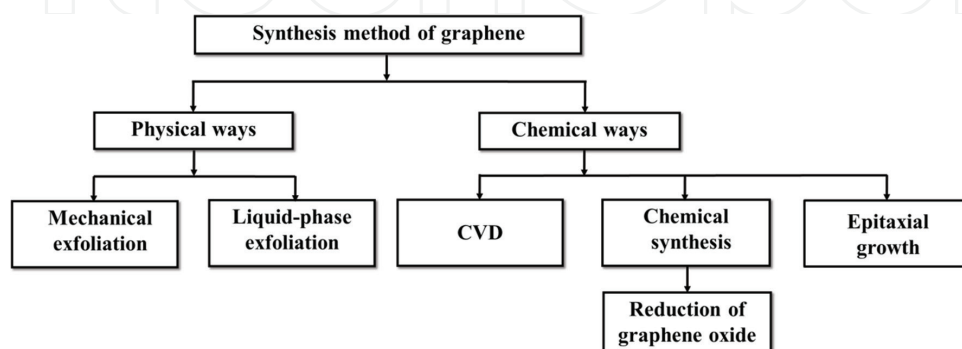 Synthesis method of graphene
Physical ways
Chemical ways
Mechanical
exfoliation
Liquid-phase
exfoliation
CVD
Chemical
synthesis
Epitaxial
growth
Reduction of
graphene oxide